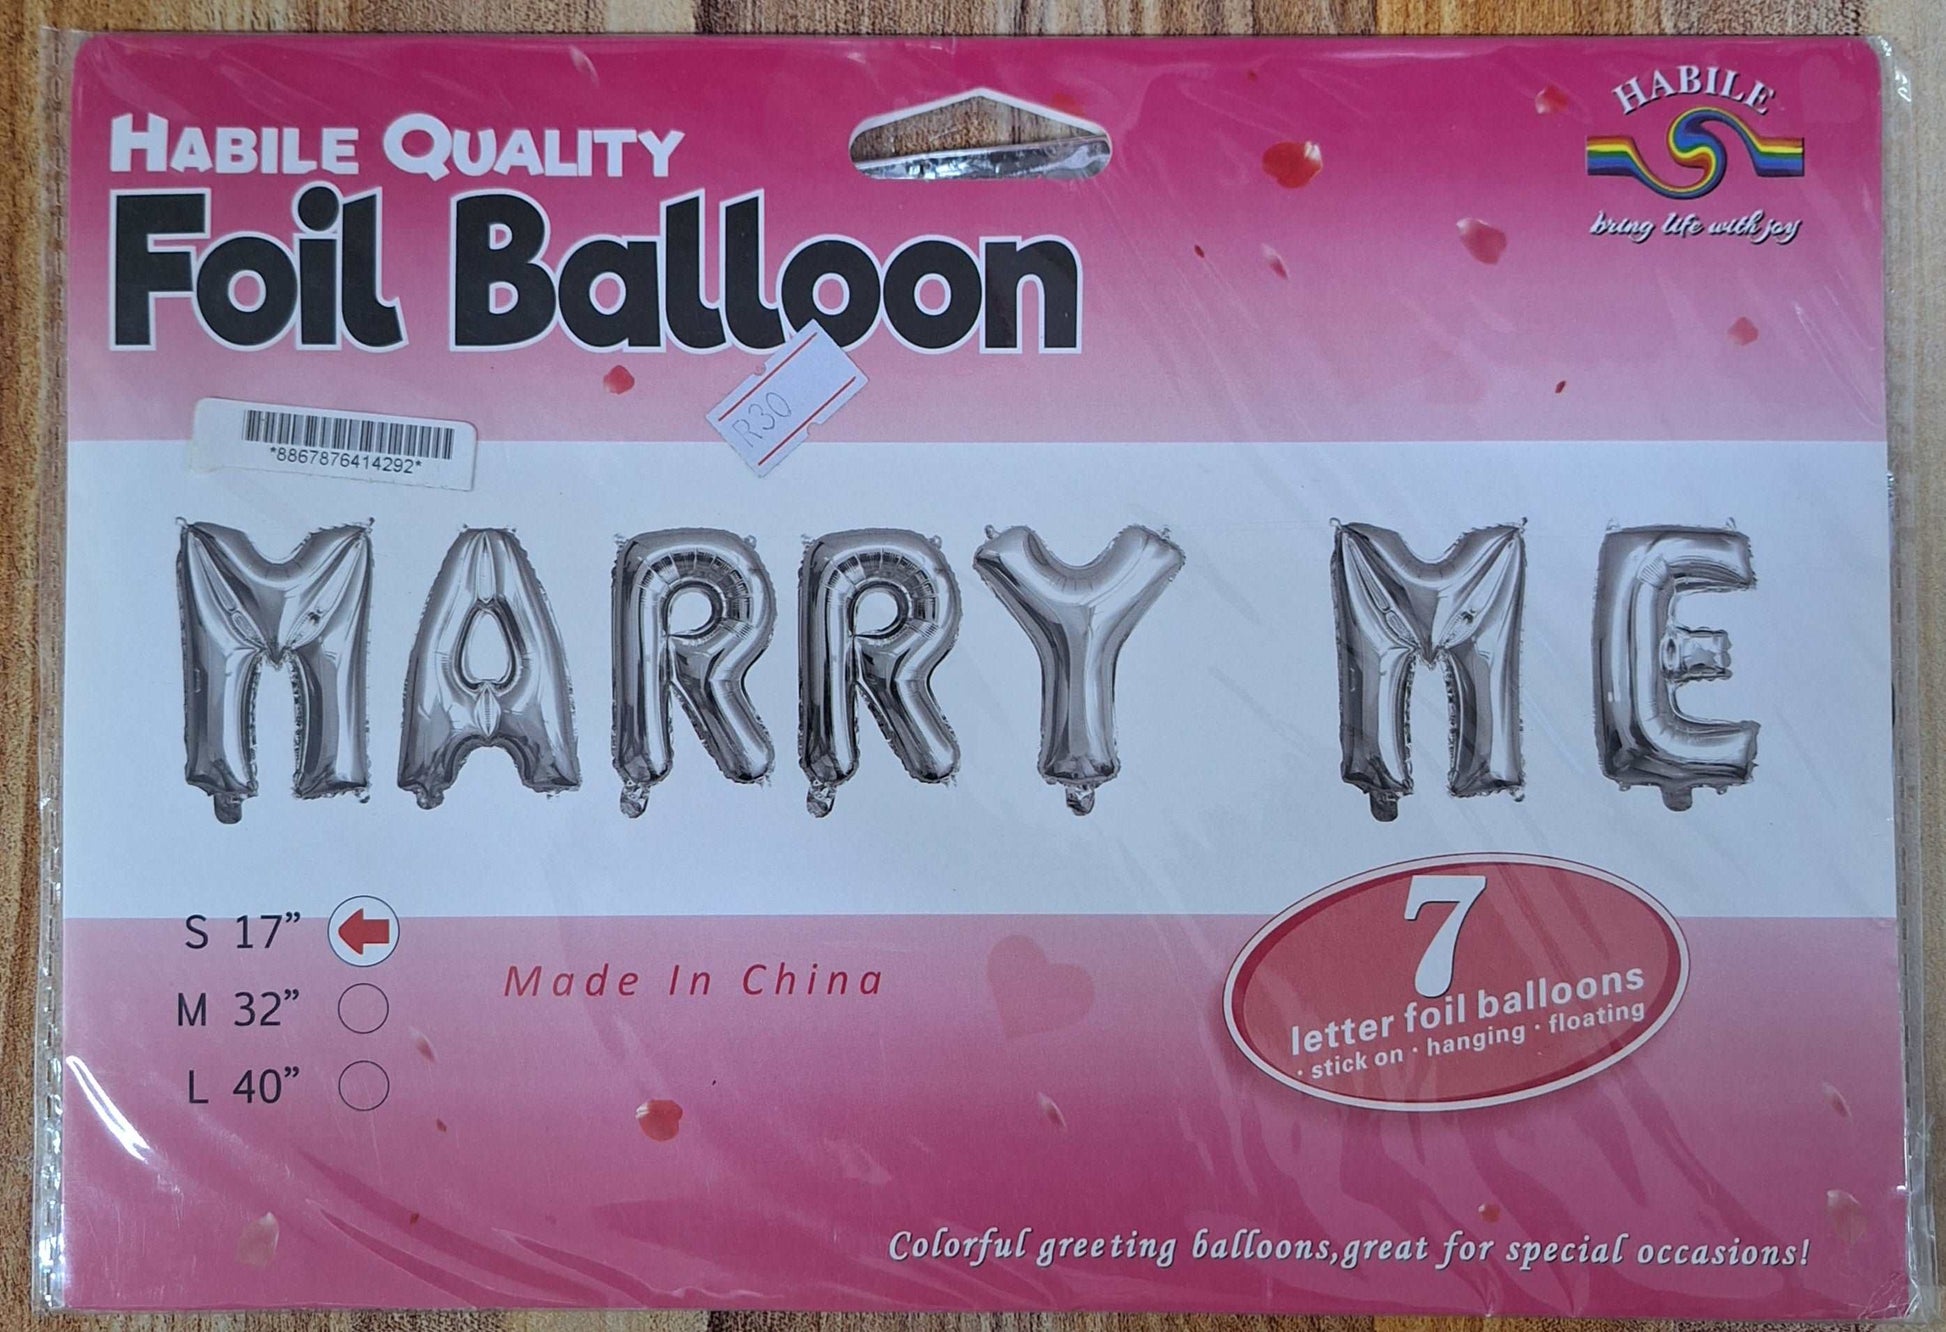 HABILE QUALITY
Foil Balloon
HABILE
bring life with joy
R30
*8867876414292*
MARRY ME
S 17”
M 32”
L 40”
Made In China
7
letter foil balloons
· stick on · hanging · floating
Colorful greeting balloons,great for special occasions!